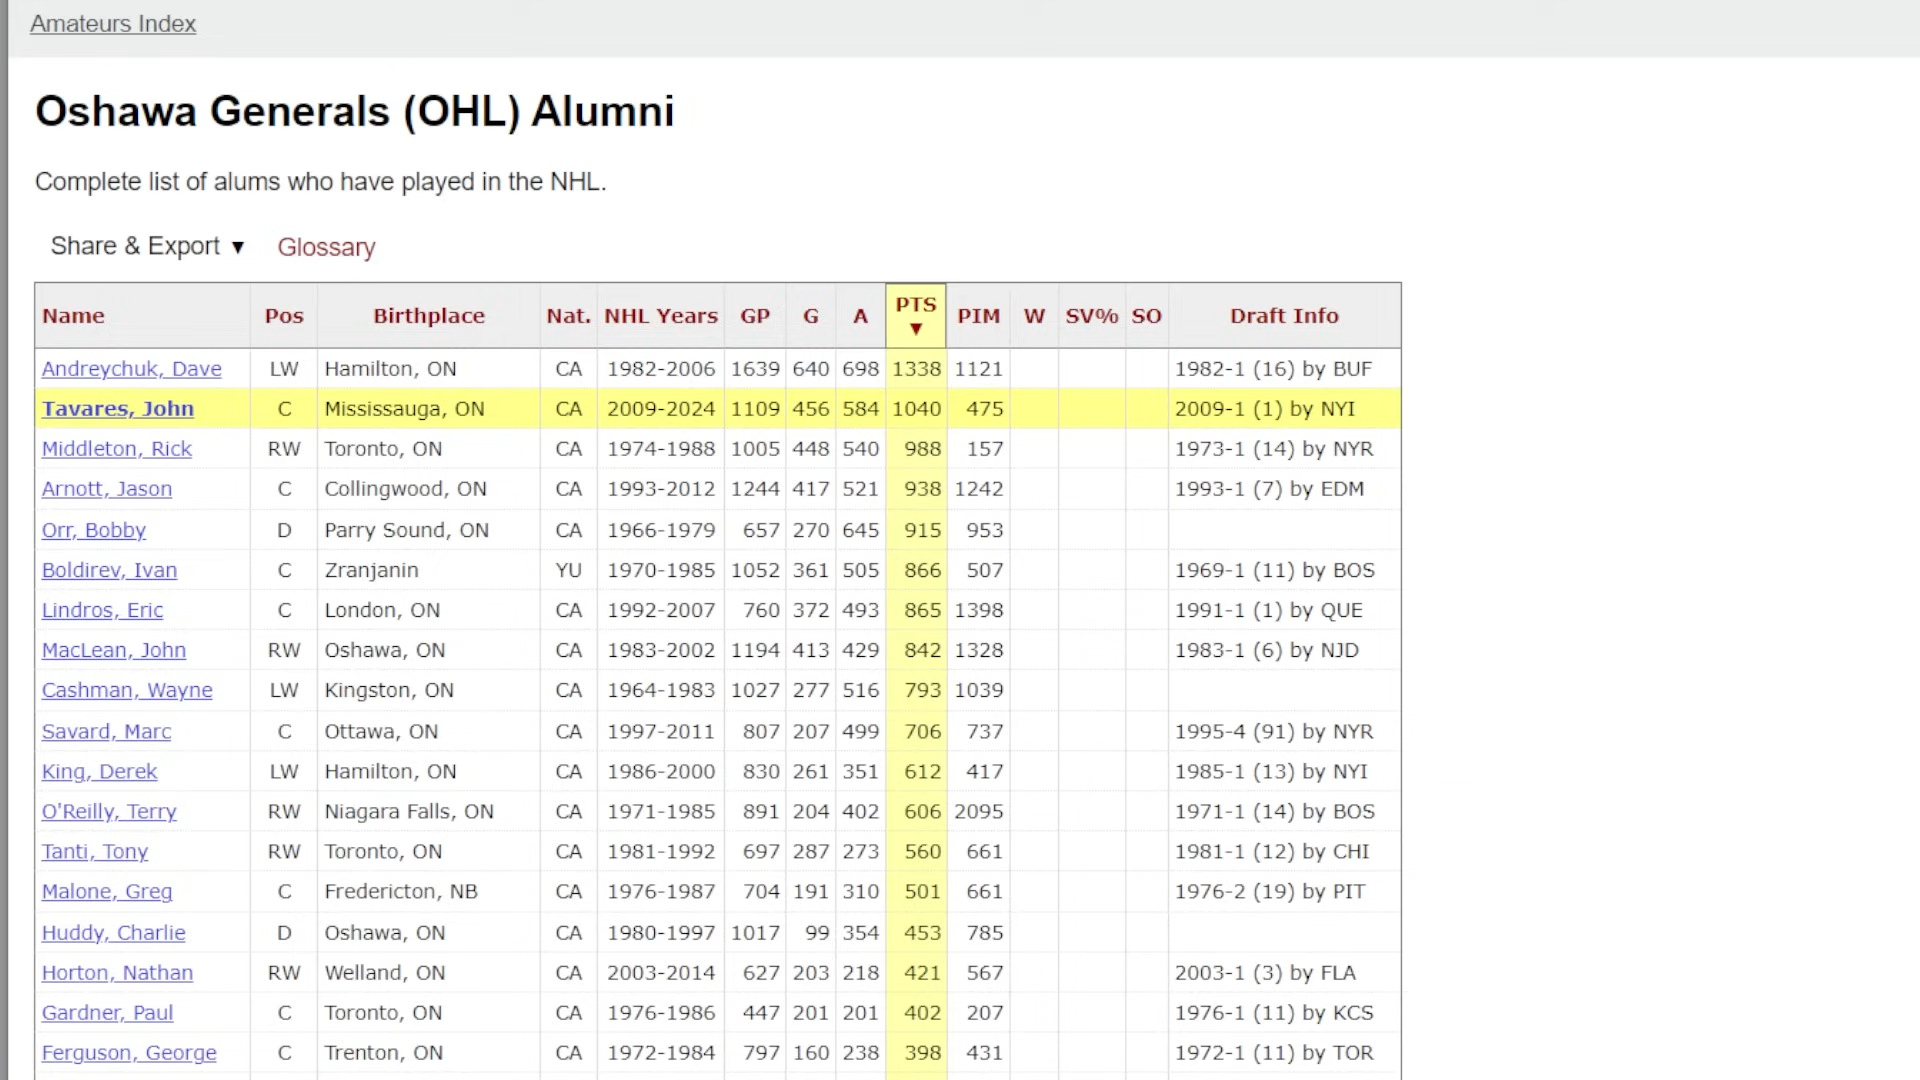 Amateurs Index
Oshawa Generals (OHL) Alumni
Complete list of alums who have played in the NHL.
Share & Export ▼ Glossary
Name Pos Birthplace Nat. NHL Years GP G A PTS ▼ PIM W SV% SO Draft Info
Andreychuk, Dave LW Hamilton, ON CA 1982-2006 1639 640 698 1338 1121 1982-1 (16) by BUF
Tavares, John C Mississauga, ON CA 2009-2024 1109 456 584 1040 475 2009-1 (1) by NYI
Middleton, Rick RW Toronto, ON CA 1974-1988 1005 448 540 988 157 1973-1 (14) by NYR
Arnott, Jason C Collingwood, ON CA 1993-2012 1244 417 521 938 1242 1993-1 (7) by EDM
Orr, Bobby D Parry Sound, ON CA 1966-1979 657 270 645 915 953
Boldirev, Ivan C Zranjanin YU 1970-1985 1052 361 505 866 507 1969-1 (11) by BOS
Lindros, Eric C London, ON CA 1992-2007 760 372 493 865 1398 1991-1 (1) by QUE
MacLean, John RW Oshawa, ON CA 1983-2002 1194 413 429 842 1328 1983-1 (6) by NJD
Cashman, Wayne LW Kingston, ON CA 1964-1983 1027 277 516 793 1039
Savard, Marc C Ottawa, ON CA 1997-2011 807 207 499 706 737 1995-4 (91) by NYR
King, Derek LW Hamilton, ON CA 1986-2000 830 261 351 612 417 1985-1 (13) by NYI
O'Reilly, Terry RW Niagara Falls, ON CA 1971-1985 891 204 402 606 2095 1971-1 (14) by BOS
Tanti, Tony RW Toronto, ON CA 1981-1992 697 287 273 560 661 1981-1 (12) by CHI
Malone, Greg C Fredericton, NB CA 1976-1987 704 191 310 501 661 1976-2 (19) by PIT
Huddy, Charlie D Oshawa, ON CA 1980-1997 1017 99 354 453 785
Horton, Nathan RW Welland, ON CA 2003-2014 627 203 218 421 567 2003-1 (3) by FLA
Gardner, Paul C Toronto, ON CA 1976-1986 447 201 201 402 207 1976-1 (11) by KCS
Ferguson, George C Trenton, ON CA 1972-1984 797 160 238 398 431 1972-1 (11) by TOR